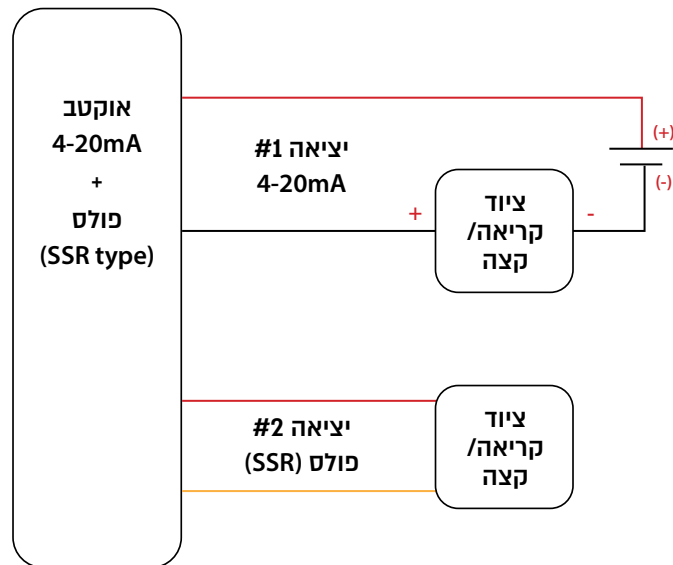 אוקטב
4-20mA
+
פולס
(SSR type)
יציאה #1
4-20mA
+
ציוד
קריאה/
קצה
-
(+)
(-)
יציאה #2
פולס (SSR)
ציוד
קריאה/
קצה